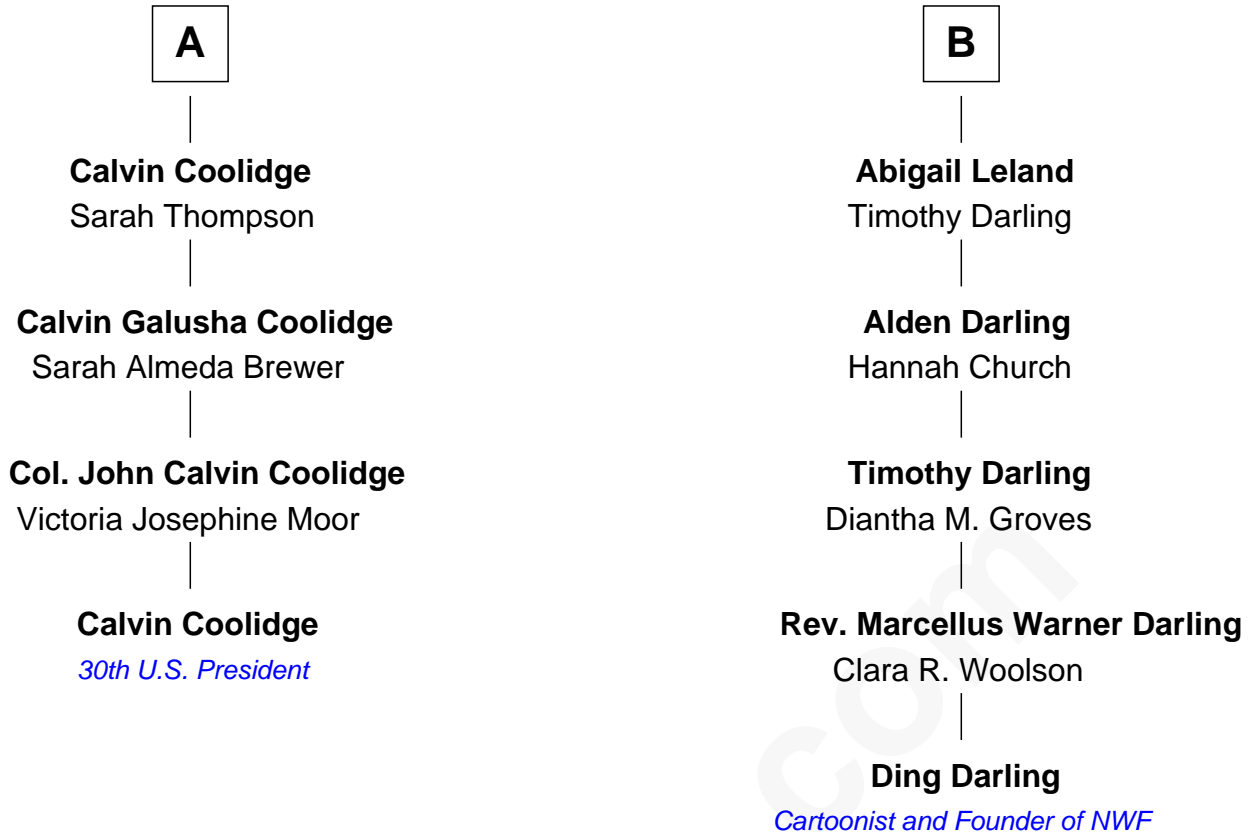 A
Calvin Coolidge
Sarah Thompson
Calvin Galusha Coolidge
Sarah Almeda Brewer
Col. John Calvin Coolidge
Victoria Josephine Moor
Calvin Coolidge
30th U.S. President
B
Abigail Leland
Timothy Darling
Alden Darling
Hannah Church
Timothy Darling
Diantha M. Groves
Rev. Marcellus Warner Darling
Clara R. Woolson
Ding Darling
Cartoonist and Founder of NWF
com